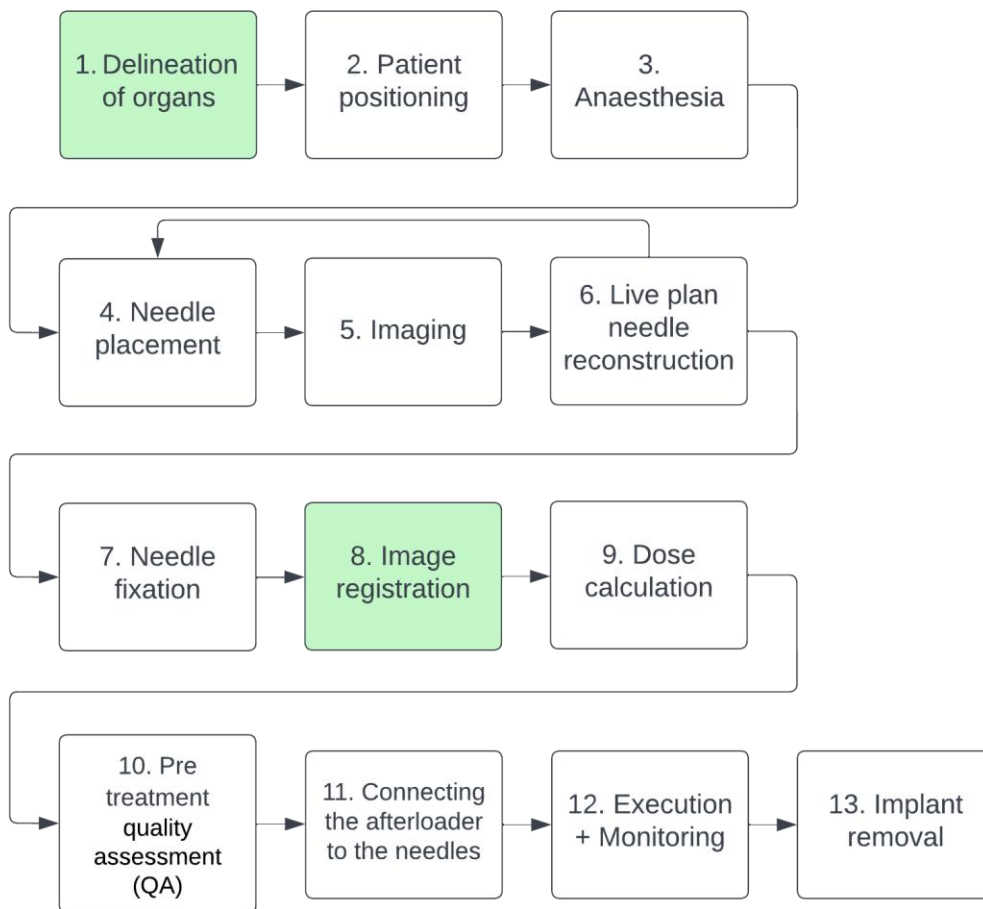 1. Delineation
of organs
2. Patient
positioning
3.
Anaesthesia
4. Needle
placement
5. Imaging
6. Live plan
needle
reconstruction
7. Needle
fixation
8. Image
registration
9. Dose
calculation
10. Pre
treatment
quality
assessment
(QA)
11. Connecting
the afterloader
to the needles
12. Execution
+ Monitoring
13. Implant
removal